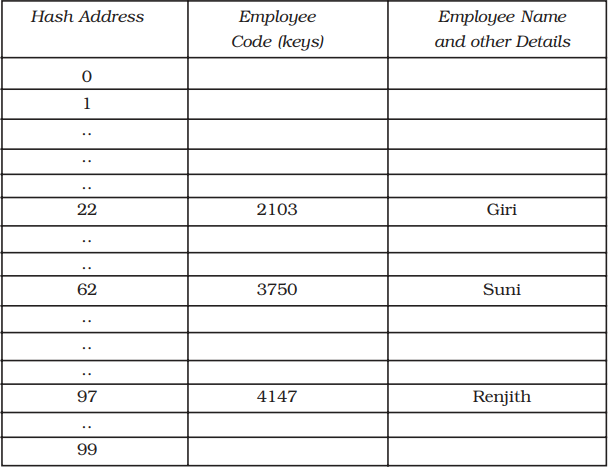 Hash Address Employee Employee Name
Code (keys) and other Details
0
1
..
..
..
22 2103 Giri
..
..
62 3750 Suni
..
..
..
97 4147 Renjith
..
99